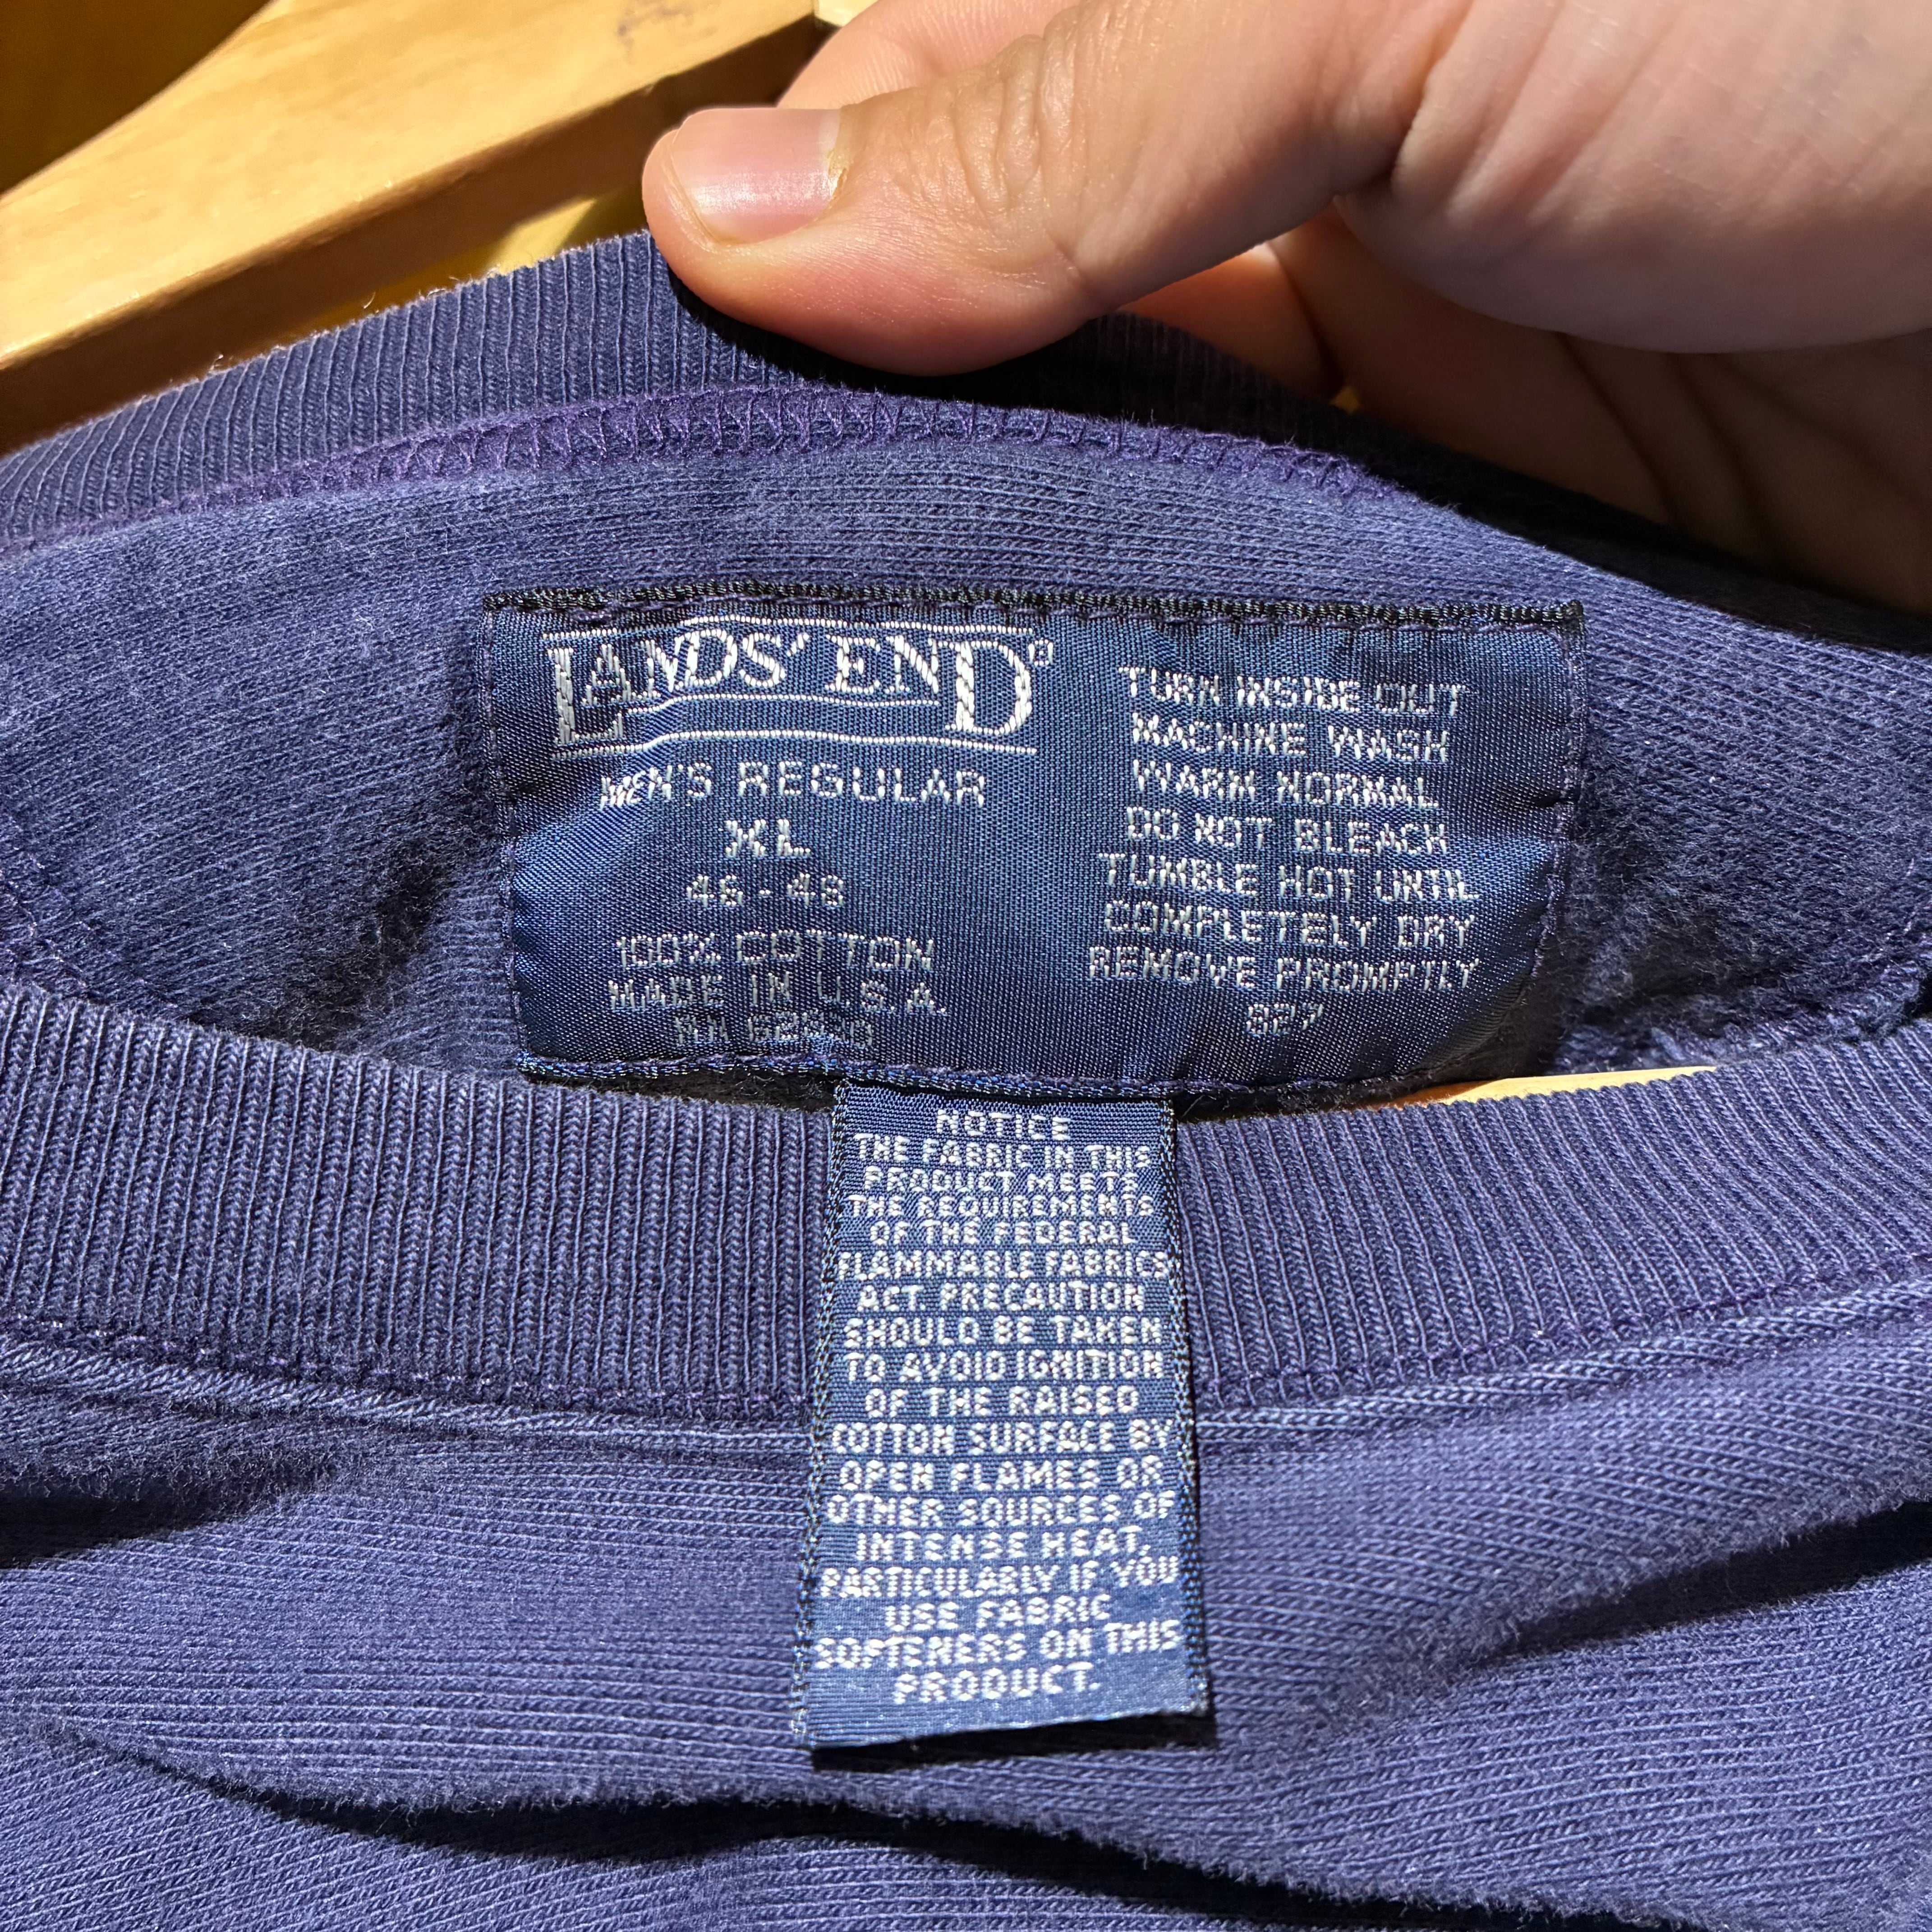 LANDS' END®
MEN'S REGULAR
XL
46-48
100% COTTON
MADE IN U.S.A.
RN
TURN INSIDE OUT
MACHINE WASH
WARM NORMAL
DO NOT BLEACH
TUMBLE HOT UNTIL
COMPLETELY DRY
REMOVE PROMPTLY
827
NOTICE
THE FABRIC IN THIS
PRODUCT MEETS
THE REQUIREMENTS
OF THE FEDERAL
FLAMMABLE FABRICS
ACT. PRECAUTION
SHOULD BE TAKEN
TO AVOID IGNITION
OF THE RAISED
COTTON SURFACE BY
OPEN FLAMES OR
OTHER SOURCES OF
INTENSE HEAT,
PARTICULARLY IF YOU
USE FABRIC
SOFTENERS ON THIS
PRODUCT.